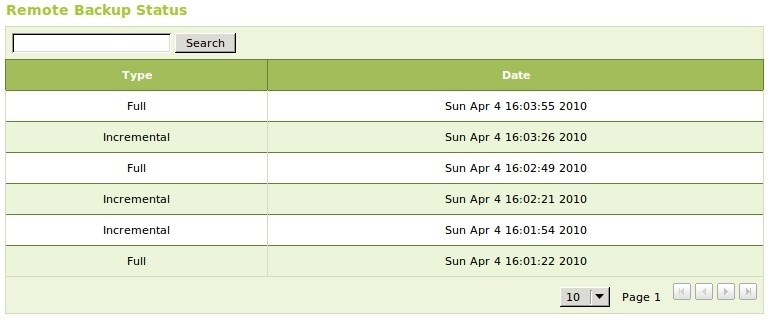 Remote Backup Status
Search
Type Date
Full Sun Apr 4 16:03:55 2010
Incremental Sun Apr 4 16:03:26 2010
Full Sun Apr 4 16:02:49 2010
Incremental Sun Apr 4 16:02:21 2010
Incremental Sun Apr 4 16:01:54 2010
Full Sun Apr 4 16:01:22 2010
10 Page 1